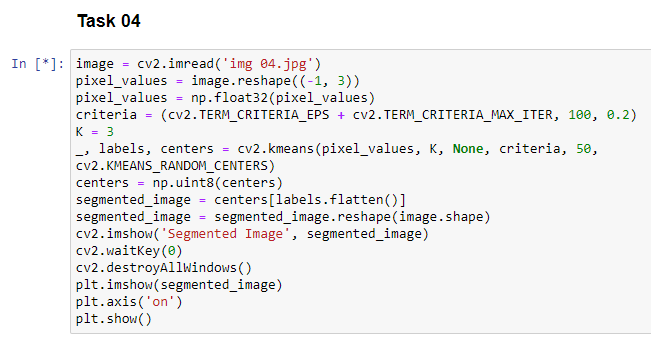 Task 04
In [*]: image = cv2.imread('img 04.jpg')
pixel_values = image.reshape((-1, 3))
pixel_values = np.float32(pixel_values)
criteria = (cv2.TERM_CRITERIA_EPS + cv2.TERM_CRITERIA_MAX_ITER, 100, 0.2)
K = 3
_, labels, centers = cv2.kmeans(pixel_values, K, None, criteria, 50,
cv2.KMEANS_RANDOM_CENTERS)
centers = np.uint8(centers)
segmented_image = centers[labels.flatten()]
segmented_image = segmented_image.reshape(image.shape)
cv2.imshow('Segmented Image', segmented_image)
cv2.waitKey(0)
cv2.destroyAllWindows()
plt.imshow(segmented_image)
plt.axis('on')
plt.show()